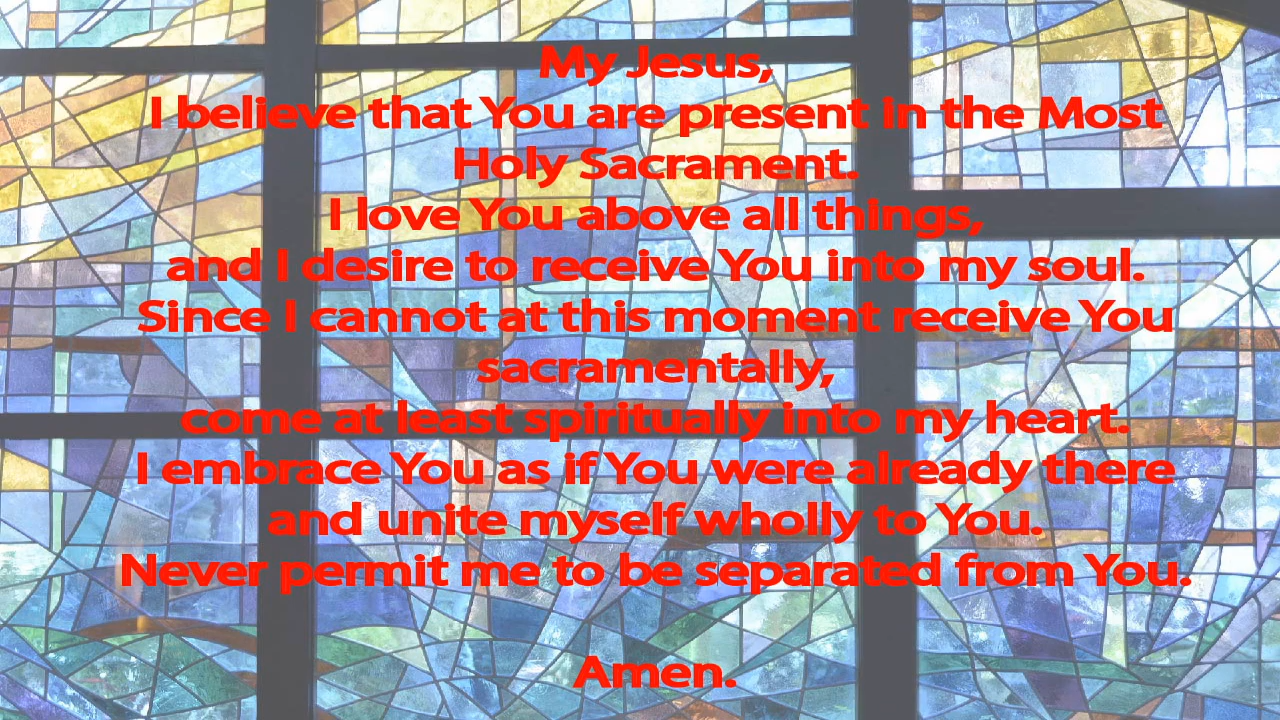 My Jesus,
I believe that You are present in the Most
Holy Sacrament.
I love You above all things,
and I desire to receive You into my soul.
Since I cannot at this moment receive You
sacramentally,
come at least spiritually into my heart.
I embrace You as if You were already there
and unite myself wholly to You.
Never permit me to be separated from You.
Amen.